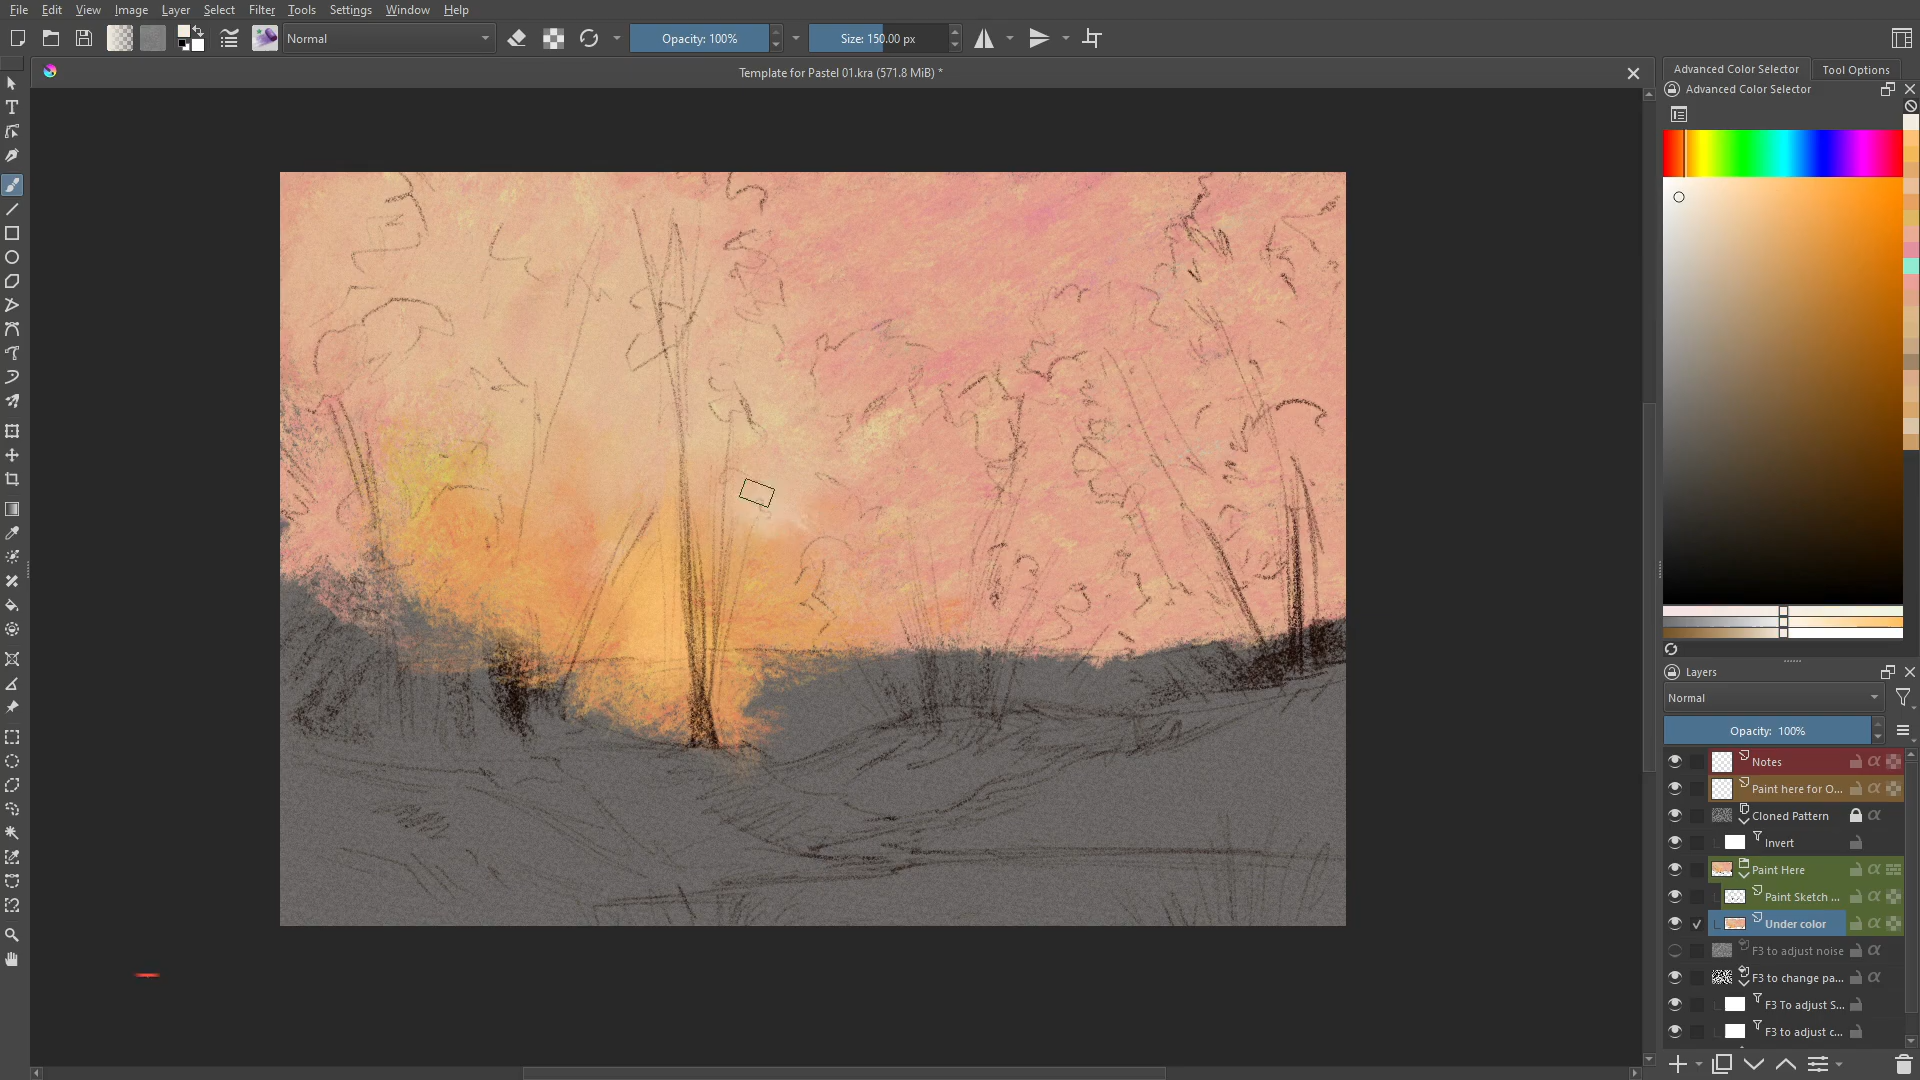 File Edit View Image Layer Select Filter Tools Settings Window Help
Normal
Opacity: 100%
Size: 150.00 px
Template for Pastel 01.kra (571.8 MiB) *
Advanced Color Selector
Tool Options
Advanced Color Selector
Layers
Normal
Opacity: 100%
Notes
Paint here for O...
Cloned Pattern
Invert
Paint Here
Paint Sketch ...
Under color
F3 to adjust noise
F3 to change pa...
F3 To adjust S...
F3 to adjust c...